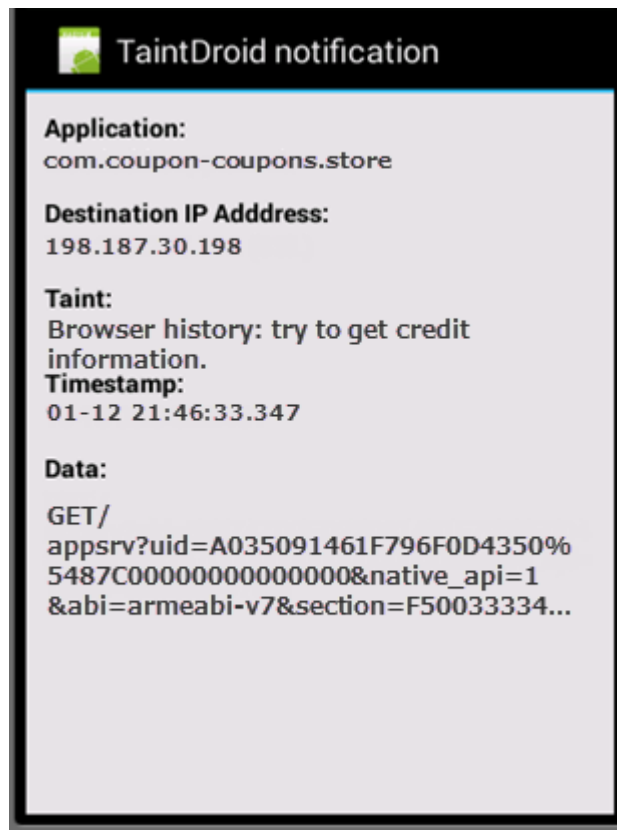 TaintDroid notification
Application:
com.coupon-coupons.store
Destination IP Adddress:
198.187.30.198
Taint:
Browser history: try to get credit
information.
Timestamp:
01-12 21:46:33.347
Data:
GET/
appsrv?uid=A035091461F796F0D4350%
5487C00000000000000&native_api=1
&abi=armeabi-v7&section=F50033334...